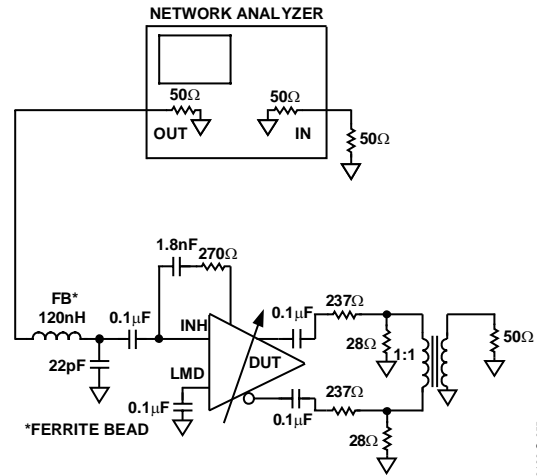 NETWORK ANALYZER
50Ω
50Ω
OUT
IN
50Ω
1.8nF
270Ω
FB*
120nH
0.1μF
INH
0.1μF
237Ω
50Ω
28Ω
1:1
22pF
LMD
DUT
0.1μF
0.1μF
237Ω
28Ω
*FERRITE BEAD